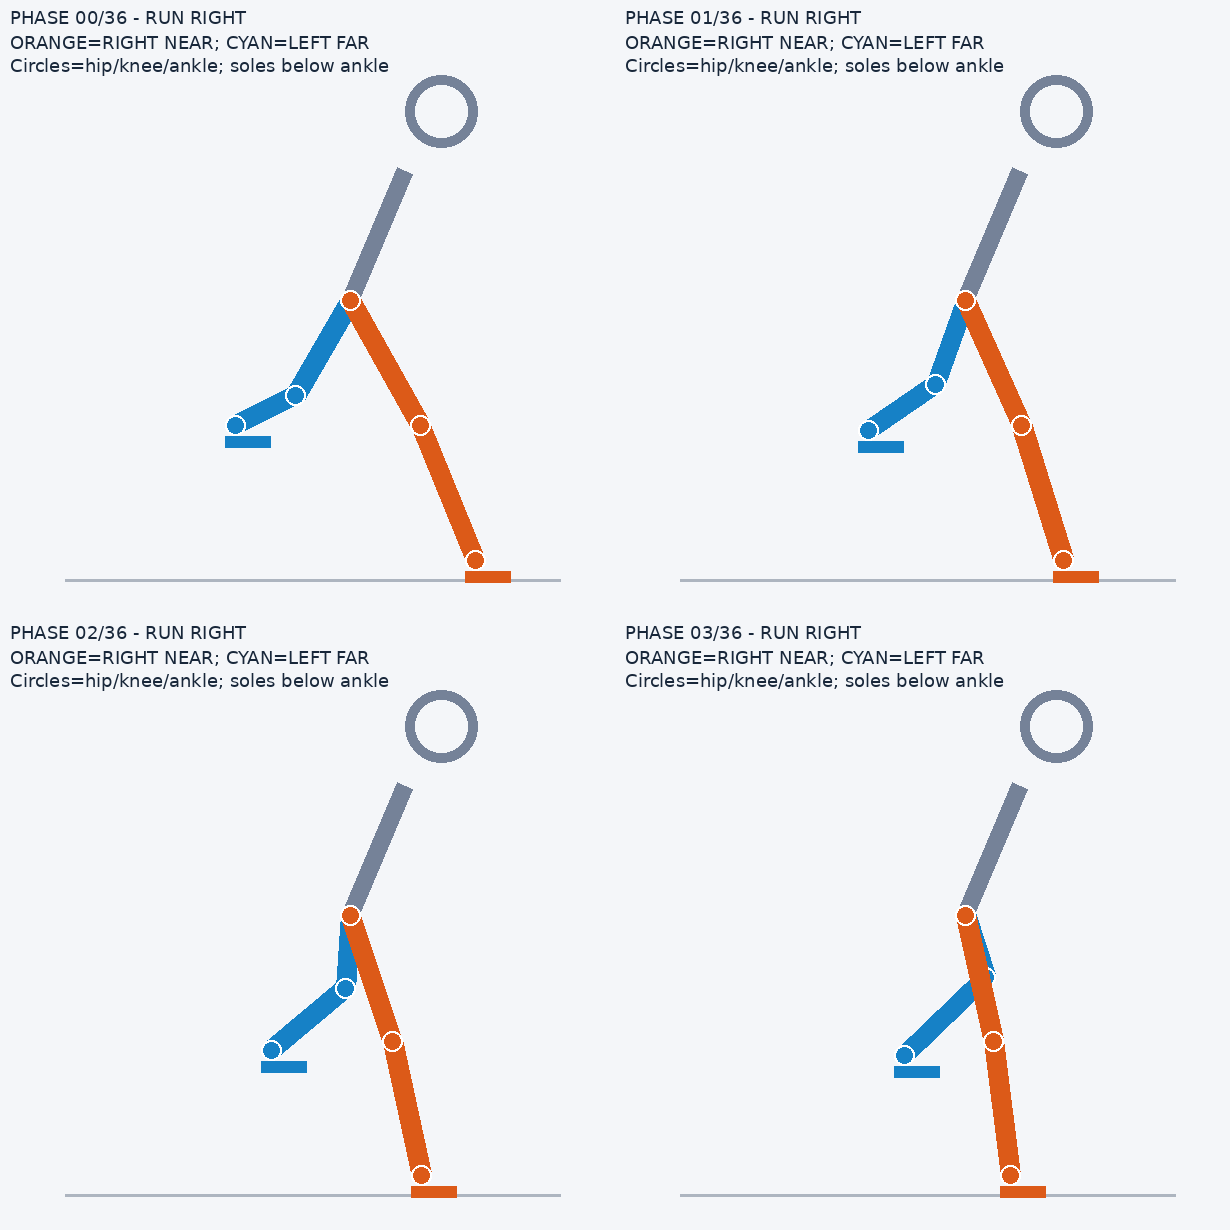 PHASE 00/36 - RUN RIGHT
ORANGE=RIGHT NEAR; CYAN=LEFT FAR
Circles=hip/knee/ankle; soles below ankle
PHASE 01/36 - RUN RIGHT
ORANGE=RIGHT NEAR; CYAN=LEFT FAR
Circles=hip/knee/ankle; soles below ankle
PHASE 02/36 - RUN RIGHT
ORANGE=RIGHT NEAR; CYAN=LEFT FAR
Circles=hip/knee/ankle; soles below ankle
PHASE 03/36 - RUN RIGHT
ORANGE=RIGHT NEAR; CYAN=LEFT FAR
Circles=hip/knee/ankle; soles below ankle